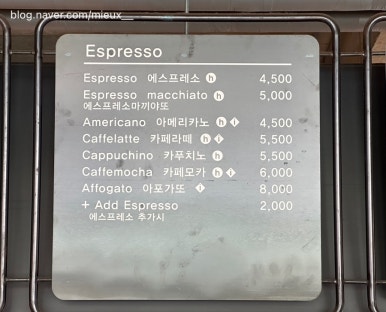 blog.naver.com/mieux__
Espresso
Espresso 에스프레소 h 4,500
Espresso macchiato h 5,000
에스프레소마끼야또
Americano 아메리카노 h i 4,500
Caffelatte 카페라떼 h i 5,500
Cappuchino 카푸치노 h 5,500
Caffemocha 카페모카 h i 6,000
Affogato 아포가또 i 8,000
+ Add Espresso 2,000
에스프레소 추가시